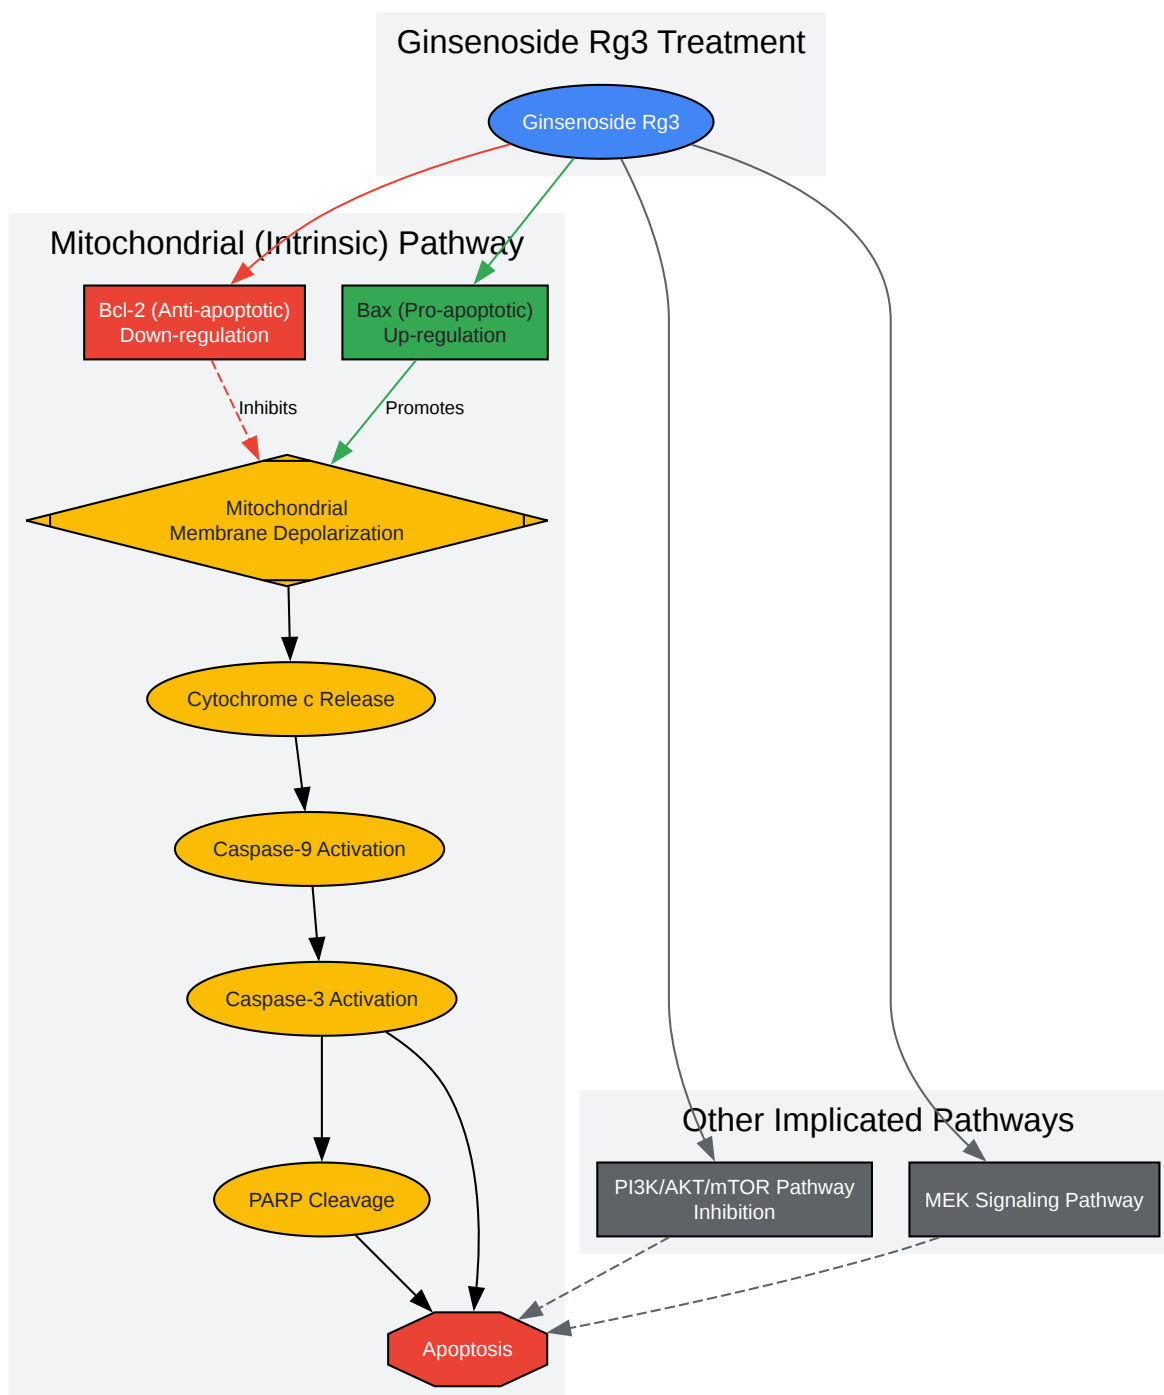 Ginsenoside Rg3 Treatment
Ginsenoside Rg3
Mitochondrial (Intrinsic) Pathway
Bcl-2 (Anti-apoptotic)
Down-regulation
Bax (Pro-apoptotic)
Up-regulation
Inhibits
Promotes
Mitochondrial
Membrane Depolarization
Cytochrome c Release
Caspase-9 Activation
Caspase-3 Activation
Other Implicated Pathways
PI3K/AKT/mTOR Pathway
Inhibition
MEK Signaling Pathway
PARP Cleavage
Apoptosis